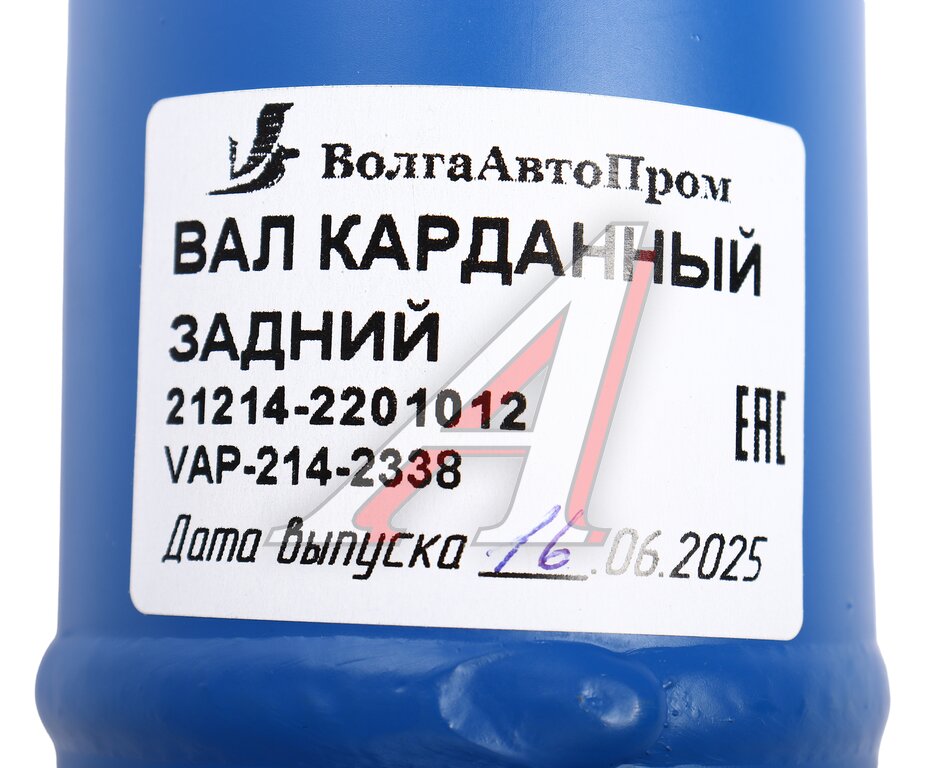 ВолгаАвтоПром
ВАЛ КАРДАННЫЙ
ЗАДНИЙ
21214-2201012
VAP-214-2338
EAC
Дата выпуска 16.06.2025